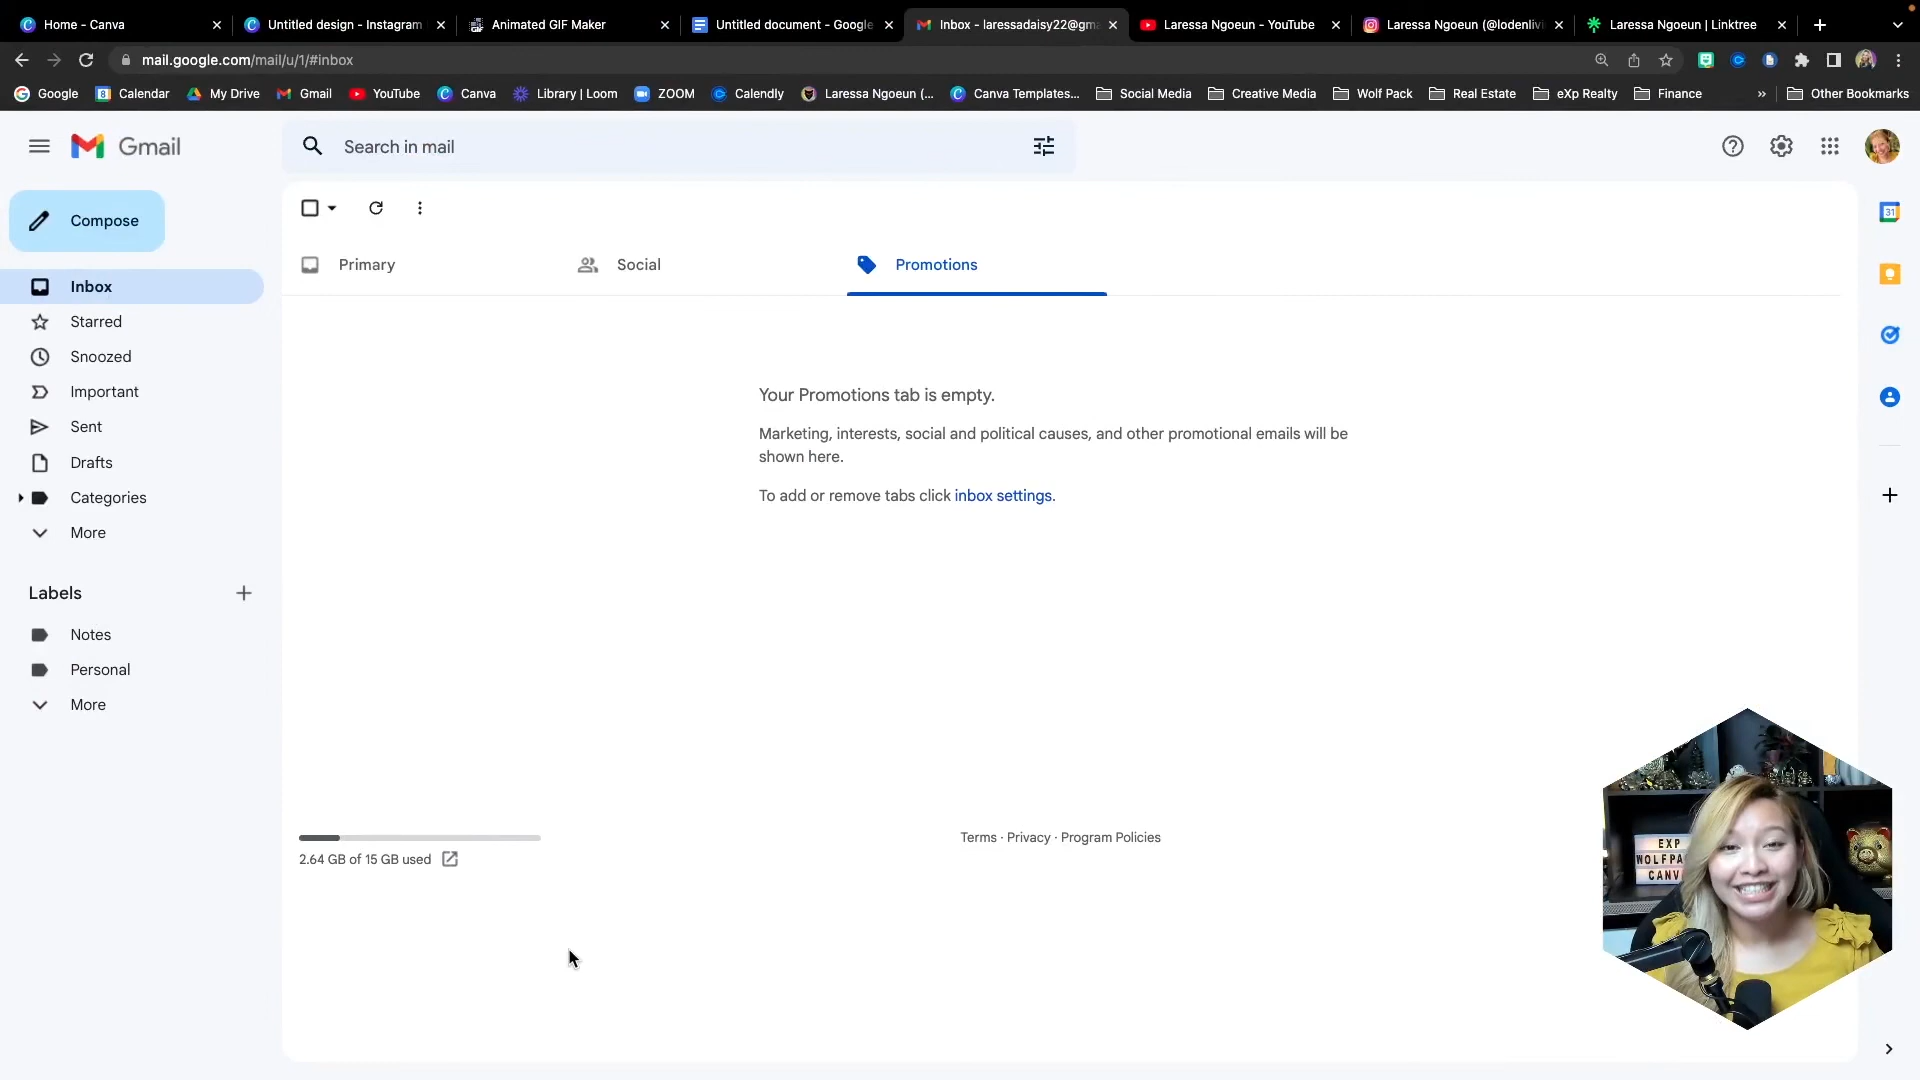 Home - Canva
Untitled design - Instagram
Animated GIF Maker
Untitled document - Google
Inbox - laressadaisy22@gm
Laressa Ngoeun - YouTube
Laressa Ngoeun (@lodenlivi
Laressa Ngoeun | Linktree
mail.google.com/mail/u/1/#inbox
Google
8 Calendar
My Drive
Gmail
YouTube
Canva
Library | Loom
ZOOM
Calendly
Laressa Ngoeun (...
Canva Templates...
Social Media
Creative Media
Wolf Pack
Real Estate
eXp Realty
Finance
»
Other Bookmarks
Gmail
Search in mail
Compose
Inbox
Starred
Snoozed
Important
Sent
Drafts
Categories
More
Labels
Notes
Personal
More
Primary
Social
Promotions
Your Promotions tab is empty.
Marketing, interests, social and political causes, and other promotional emails will be
shown here.
To add or remove tabs click inbox settings.
2.64 GB of 15 GB used
Terms · Privacy · Program Policies
31
EXP
WOLFPA
CANV